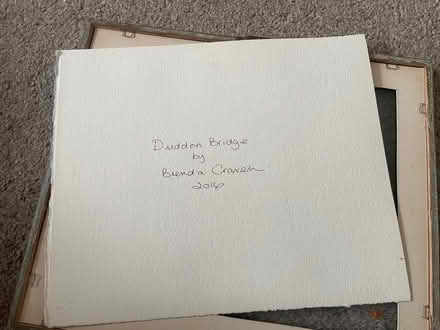 Duddon Bridge
by
Brenda Craven
2016